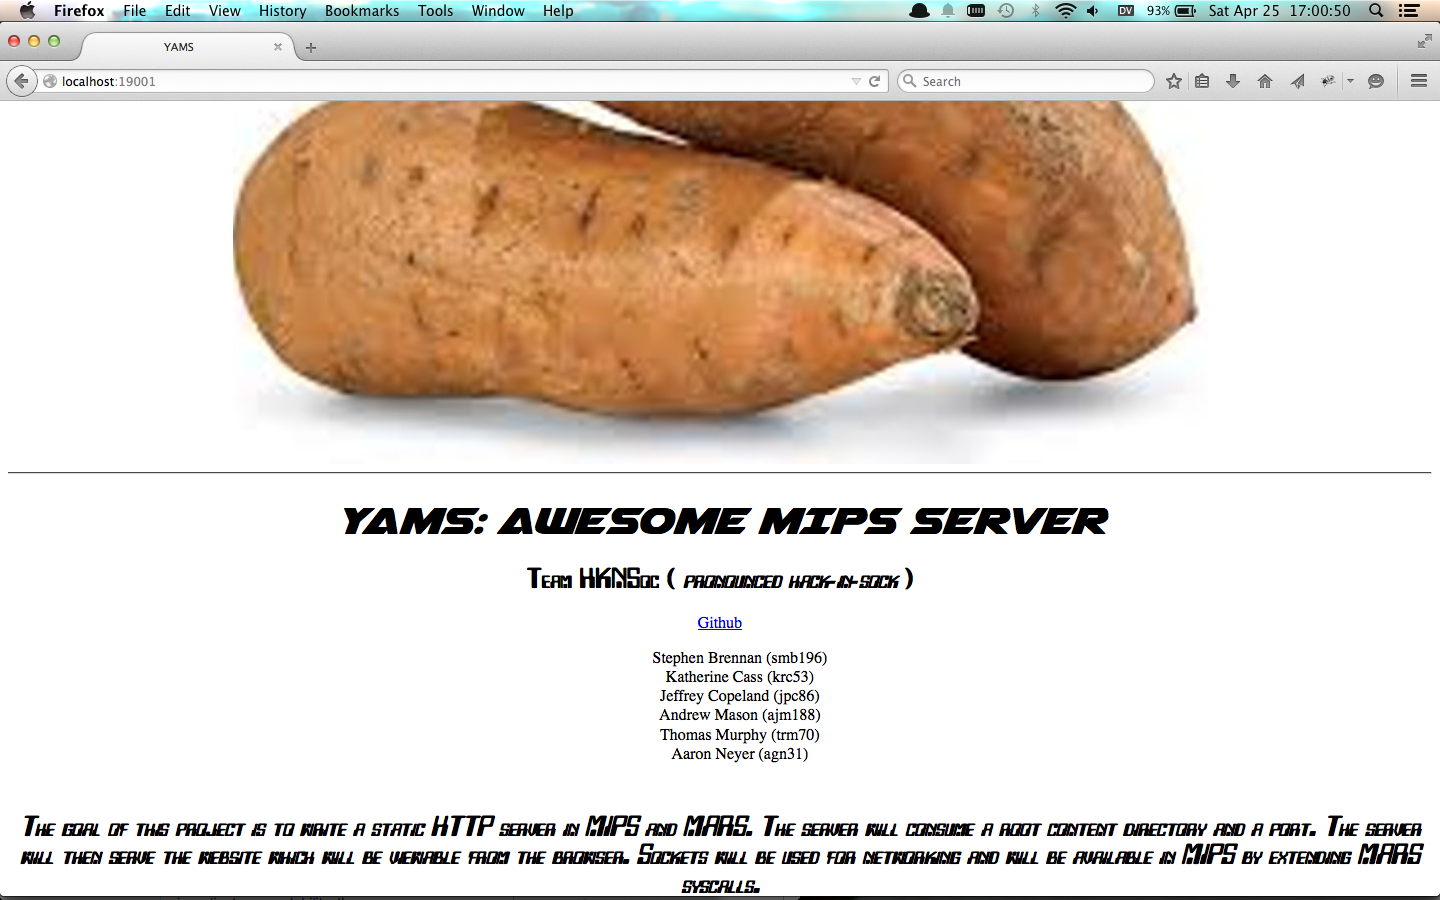 Firefox File Edit View History Bookmarks Tools Window Help DV 93% Sat Apr 25 17:00:50
YAMS
localhost:19001 Search
YAMS: AWESOME MIPS SERVER
Team HKNSoc ( pronounced hack-in-sock )
Github
Stephen Brennan (smb196)
Katherine Cass (krc53)
Jeffrey Copeland (jpc86)
Andrew Mason (ajm188)
Thomas Murphy (trm70)
Aaron Neyer (agn31)
The goal of this project is to write a static HTTP server in MIPS and MARS. The server will consume a root content directory and a port. The server
will then serve the website which will be veriable from the browser. Sockets will be used for networking and will be available in MIPS by extending MARS
syscalls.